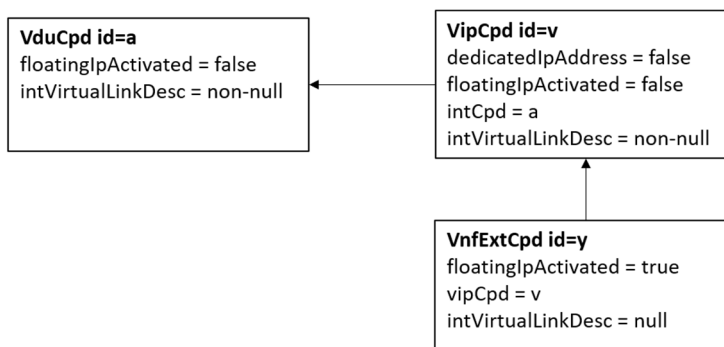 VduCpd id=a
floatingIpActivated = false
intVirtualLinkDesc = non-null
VipCpd id=v
dedicatedIpAddress = false
floatingIpActivated = false
intCpd = a
intVirtualLinkDesc = non-null
VnfExtCpd id=y
floatingIpActivated = true
vipCpd = v
intVirtualLinkDesc = null